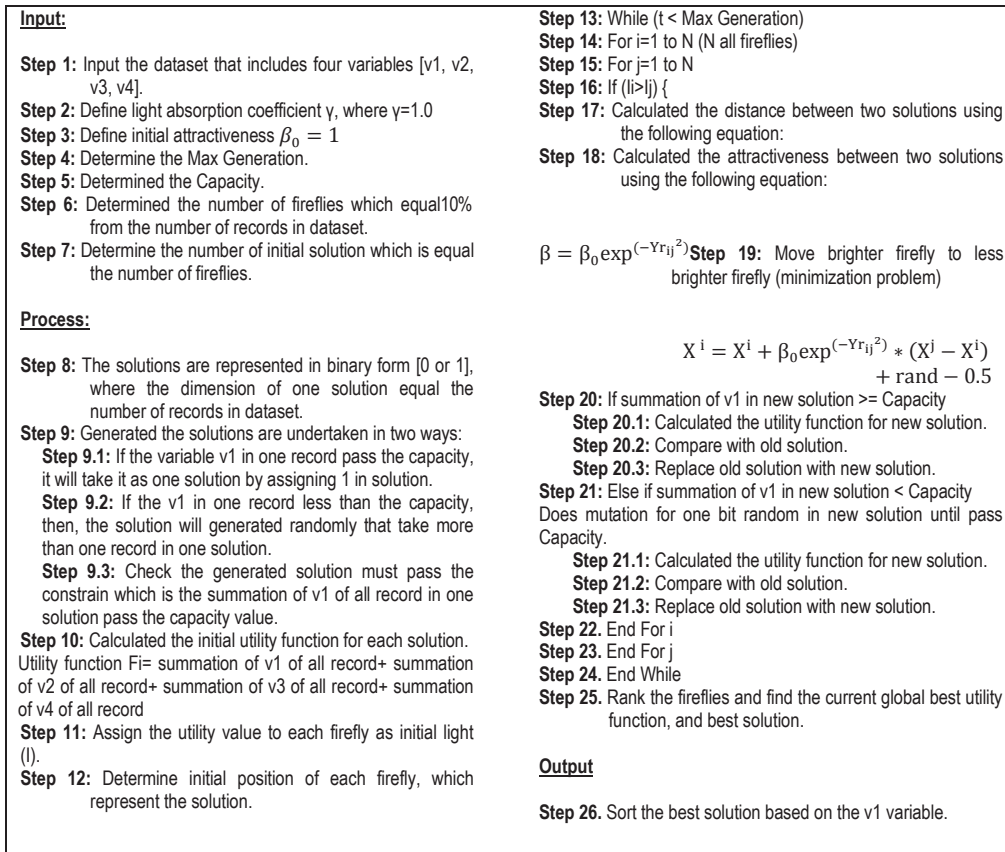 Input:
Step 1: Input the dataset that includes four variables [v1, v2,
v3, v4].
Step 2: Define light absorption coefficient γ, where γ=1.0
Step 3: Define initial attractiveness β₀ = 1
Step 4: Determine the Max Generation.
Step 5: Determined the Capacity.
Step 6: Determined the number of fireflies which equal10%
from the number of records in dataset.
Step 7: Determine the number of initial solution which is equal
the number of fireflies.
Process:
Step 8: The solutions are represented in binary form [0 or 1],
where the dimension of one solution equal the
number of records in dataset.
Step 9: Generated the solutions are undertaken in two ways:
Step 9.1: If the variable v1 in one record pass the capacity,
it will take it as one solution by assigning 1 in solution.
Step 9.2: If the v1 in one record less than the capacity,
then, the solution will generated randomly that take more
than one record in one solution.
Step 9.3: Check the generated solution must pass the
constrain which is the summation of v1 of all record in one
solution pass the capacity value.
Step 10: Calculated the initial utility function for each solution.
Utility function Fi= summation of v1 of all record+ summation
of v2 of all record+ summation of v3 of all record+ summation
of v4 of all record
Step 11: Assign the utility value to each firefly as initial light
(I).
Step 12: Determine initial position of each firefly, which
represent the solution.
Step 13: While (t < Max Generation)
Step 14: For i=1 to N (N all fireflies)
Step 15: For j=1 to N
Step 16: If (Ii>Ij) {
Step 17: Calculated the distance between two solutions using
the following equation:
Step 18: Calculated the attractiveness between two solutions
using the following equation:
β = β₀exp^(−Yr_ij²) Step 19: Move brighter firefly to less
brighter firefly (minimization problem)
X^i = X^i + β₀exp^(−Yr_ij²) * (X^j − X^i)
+ rand − 0.5
Step 20: If summation of v1 in new solution >= Capacity
Step 20.1: Calculated the utility function for new solution.
Step 20.2: Compare with old solution.
Step 20.3: Replace old solution with new solution.
Step 21: Else if summation of v1 in new solution < Capacity
Does mutation for one bit random in new solution until pass
Capacity.
Step 21.1: Calculated the utility function for new solution.
Step 21.2: Compare with old solution.
Step 21.3: Replace old solution with new solution.
Step 22. End For i
Step 23. End For j
Step 24. End While
Step 25. Rank the fireflies and find the current global best utility
function, and best solution.
Output
Step 26. Sort the best solution based on the v1 variable.